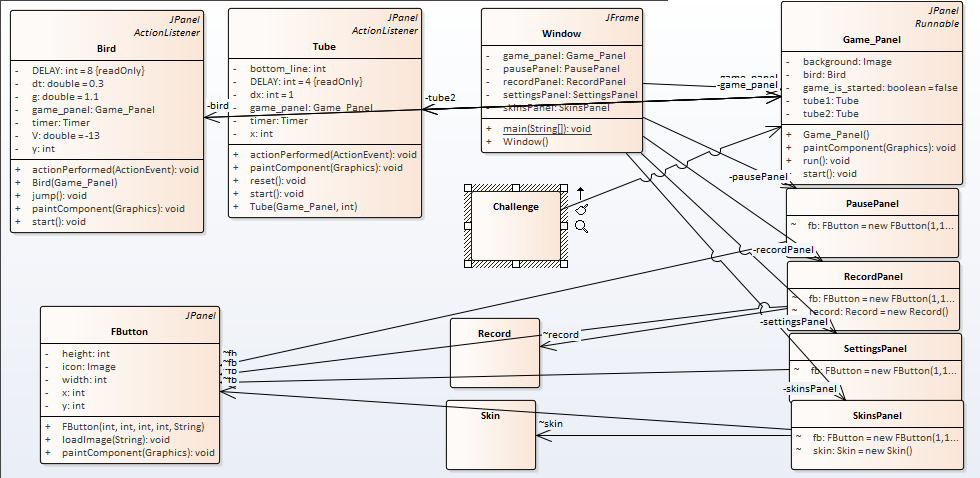 JPanel
ActionListener
Bird
- DELAY: int = 8 {readOnly}
- dt: double = 0.3
- g: double = 1.1
- game_panel: Game_Panel
- timer: Timer
- V: double = -13
- y: int
+ actionPerformed(ActionEvent): void
+ Bird(Game_Panel)
+ jump(): void
+ paintComponent(Graphics): void
+ start(): void
JPanel
ActionListener
Tube
- bottom_line: int
- DELAY: int = 4 {readOnly}
- dx: int = 1
- game_panel: Game_Panel
- timer: Timer
- x: int
+ actionPerformed(ActionEvent): void
+ paintComponent(Graphics): void
+ reset(): void
+ start(): void
+ Tube(Game_Panel, int)
JFrame
Window
- game_panel: Game_Panel
- pausePanel: PausePanel
- recordPanel: RecordPanel
- settingsPanel: SettingsPanel
- skinsPanel: SkinsPanel
+ main(String[]): void
+ Window()
JPanel
Runnable
Game_Panel
- background: Image
- bird: Bird
- game_is_started: boolean = false
- tube1: Tube
- tube2: Tube
+ Game_Panel()
+ paintComponent(Graphics): void
+ run(): void
+ start(): void
-bird
-tube2
-game_panel
-pausePanel
Challenge
PausePanel
~ fb: FButton = new FButton(1,1...
-recordPanel
RecordPanel
~ fb: FButton = new FButton(1,1...
~ record: Record = new Record()
-settingsPanel
SettingsPanel
~ fb: FButton = new FButton(1,1...
-skinsPanel
SkinsPanel
~ fb: FButton = new FButton(1,1...
~ skin: Skin = new Skin()
JPanel
FButton
- height: int
- icon: Image
- width: int
- x: int
- y: int
+ FButton(int, int, int, int, String)
+ loadImage(String): void
+ paintComponent(Graphics): void
~fb
~fb
~fb
~fb
Record
~record
Skin
~skin